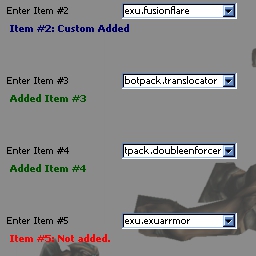 Enter Item #2 exu.fusionflare
Item #2: Custom Added
Enter Item #3 botpack.translocator
Added Item #3
Enter Item #4 tpack.doubleenforcer
Added Item #4
Enter Item #5 exu.exuarrmor
Item #5: Not added.